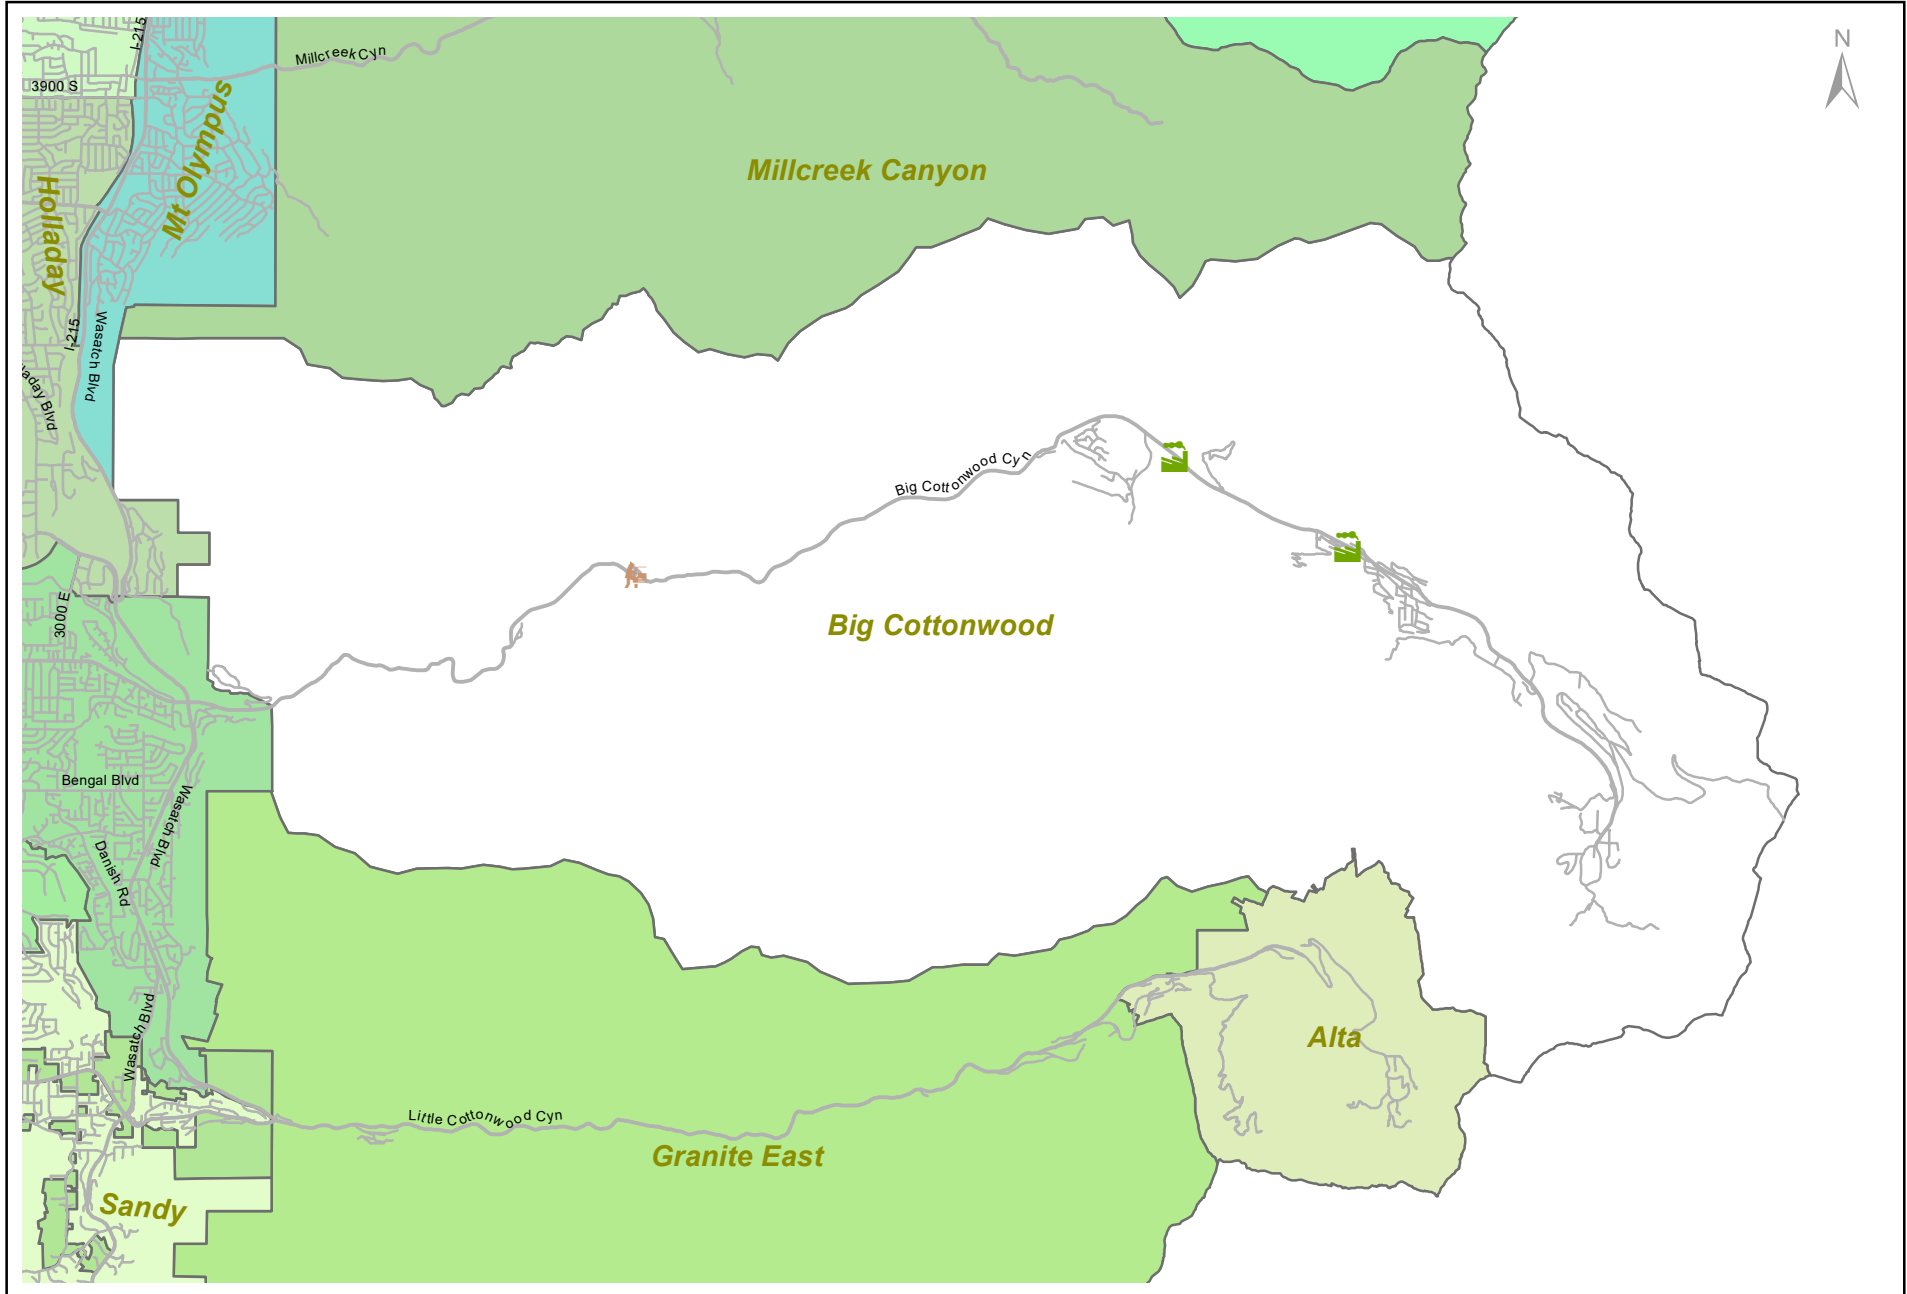 I-215
N
Millcreek Cyn
3900 S
Mt Olympus
Millcreek Canyon
Holladay
I-215
Wasatch Blvd
aday Blvd
Big Cottonwood Cyn
3000 E
Big Cottonwood
Bengal Blvd
Wasatch Blvd
Danish Rd
Wasatch Blvd
Alta
Little Cottonwood Cyn
Granite East
Sandy